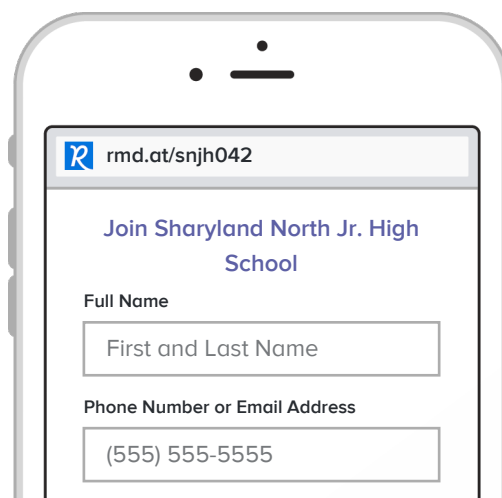 rmd.at/snjh042
Join Sharyland North Jr. High
School
Full Name
First and Last Name
Phone Number or Email Address
(555) 555-5555